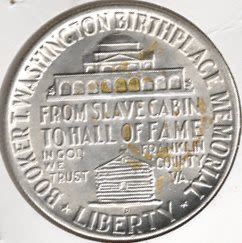 BOOKER T. WASHINGTON BIRTHPLACE MEMORIAL
FROM SLAVE CABIN
TO HALL OF FAME
IN GOD
WE
TRUST
FRANKLIN
COUNTY
VA.
LIBERTY